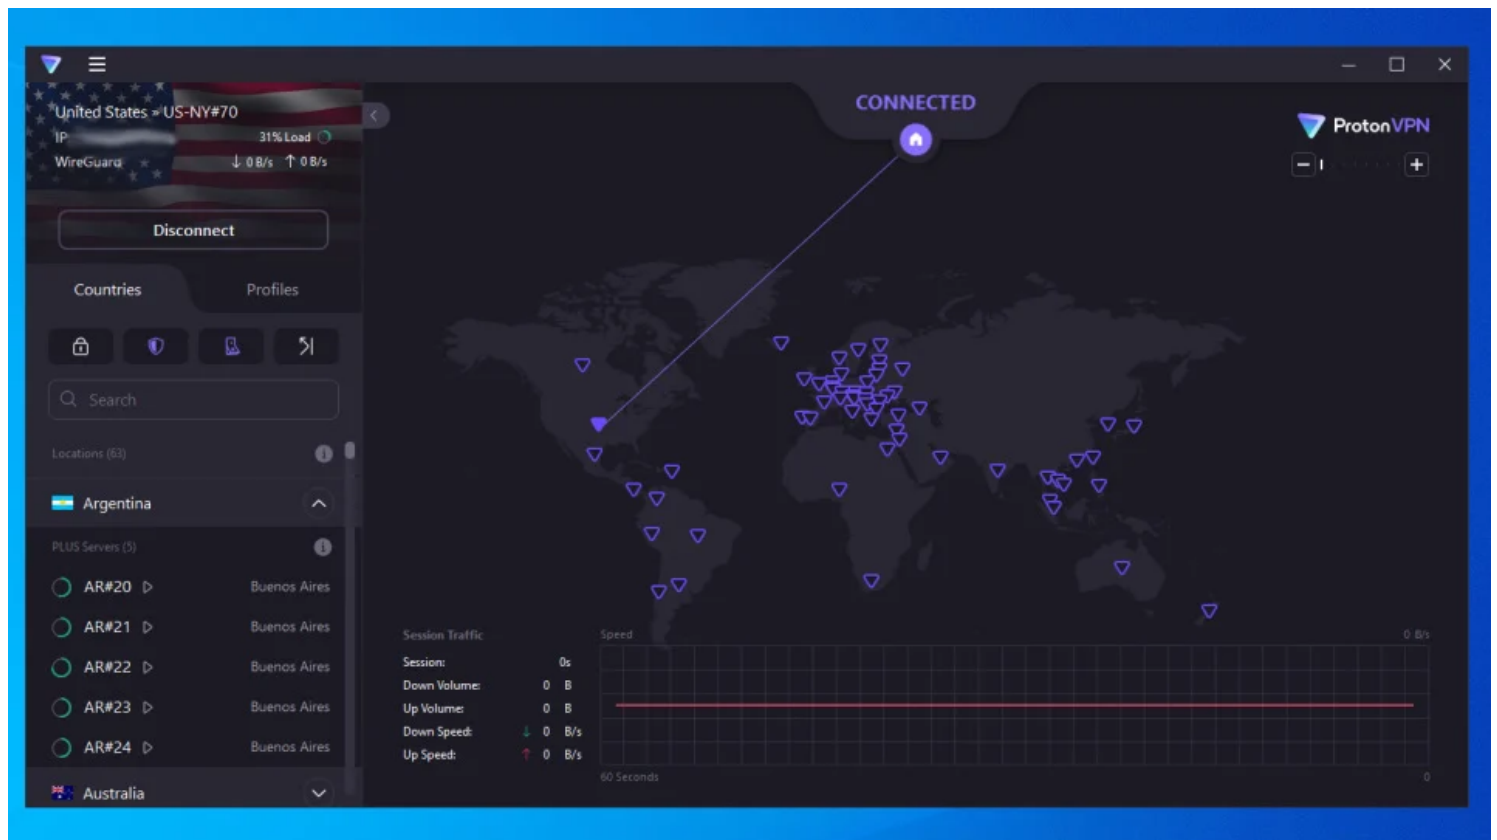 United States » US-NY#70
IP
31% Load
WireGuard ↓ 0 B/s ↑ 0 B/s
Disconnect
Countries Profiles
Search
Locations (63)
Argentina
PLUS Servers (5)
AR#20 Buenos Aires
AR#21 Buenos Aires
AR#22 Buenos Aires
AR#23 Buenos Aires
AR#24 Buenos Aires
Australia
CONNECTED
ProtonVPN
Session Traffic
Session: 0s
Down Volume: 0 B
Up Volume: 0 B
Down Speed: ↓ 0 B/s
Up Speed: ↑ 0 B/s
Speed 0 B/s
60 Seconds 0